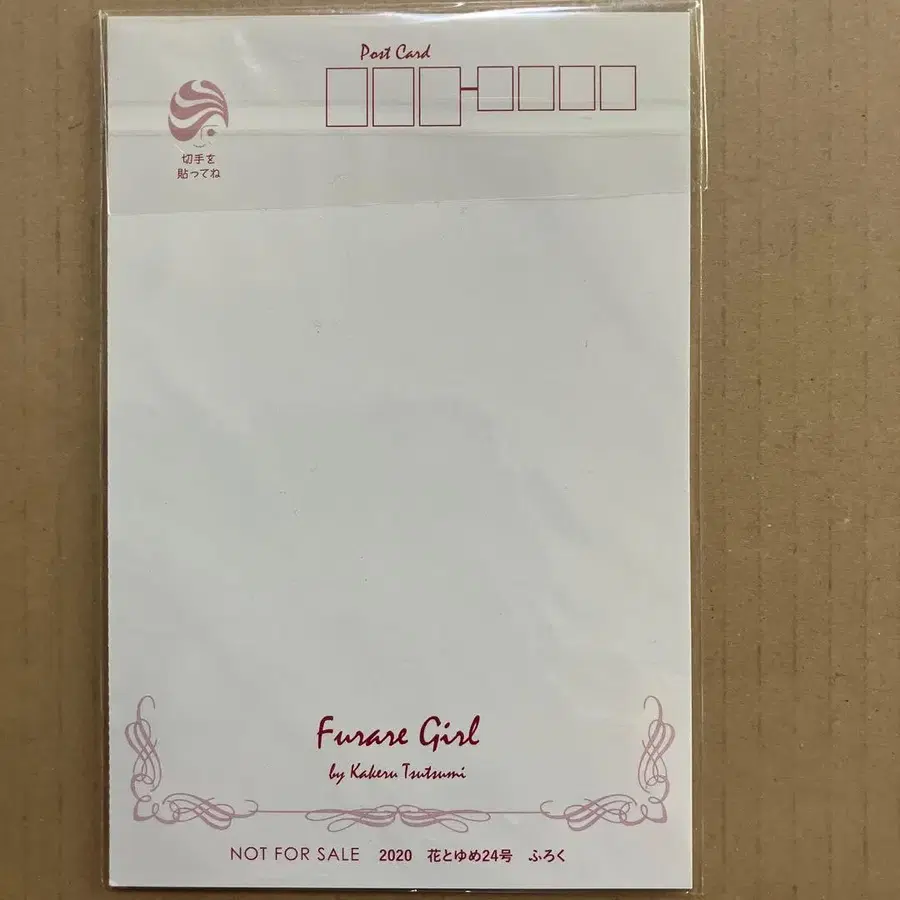 Post Card
切手を
貼ってね
Furare Girl
by Kakeru Tsutsumi
NOT FOR SALE 2020 花とゆめ24号 ふろく